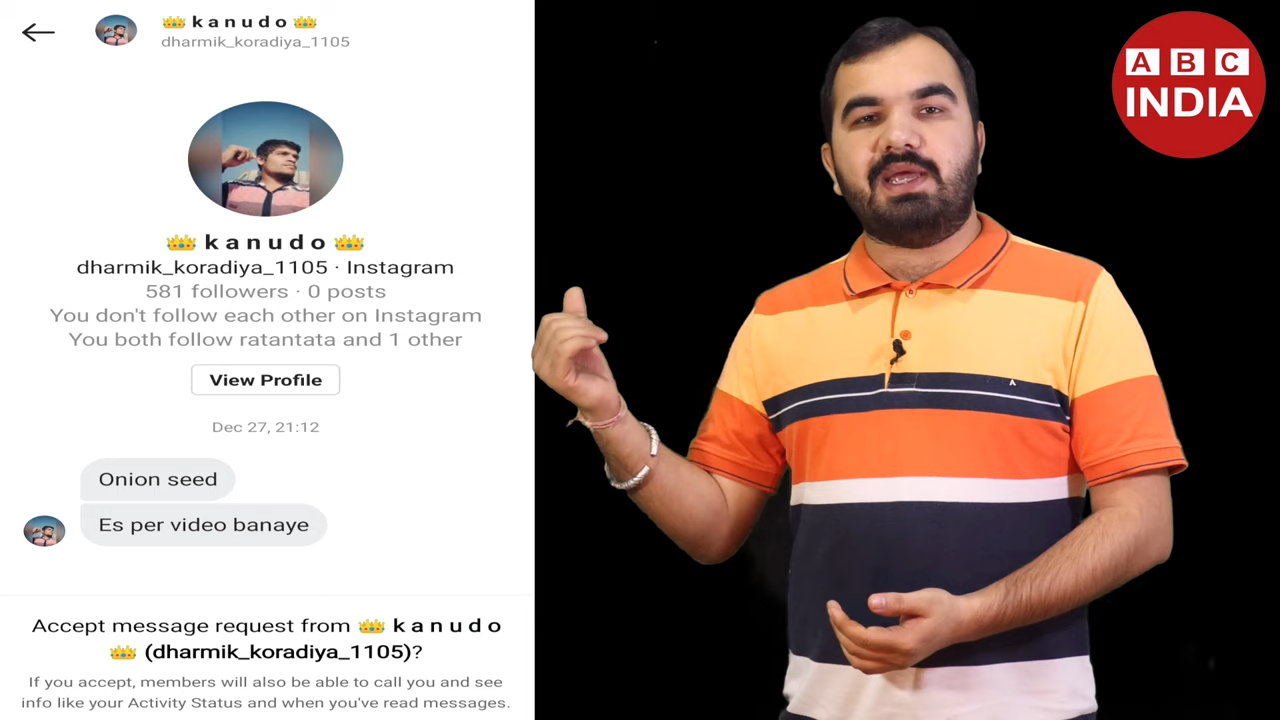 👑 k a n u d o 👑
dharmik_koradiya_1105
👑 k a n u d o 👑
dharmik_koradiya_1105 · Instagram
581 followers · 0 posts
You don't follow each other on Instagram
You both follow ratantata and 1 other
View Profile
Dec 27, 21:12
Onion seed
Es per video banaye
Accept message request from 👑 k a n u d o
👑 (dharmik_koradiya_1105)?
If you accept, members will also be able to call you and see
info like your Activity Status and when you've read messages.
A B C
INDIA
A